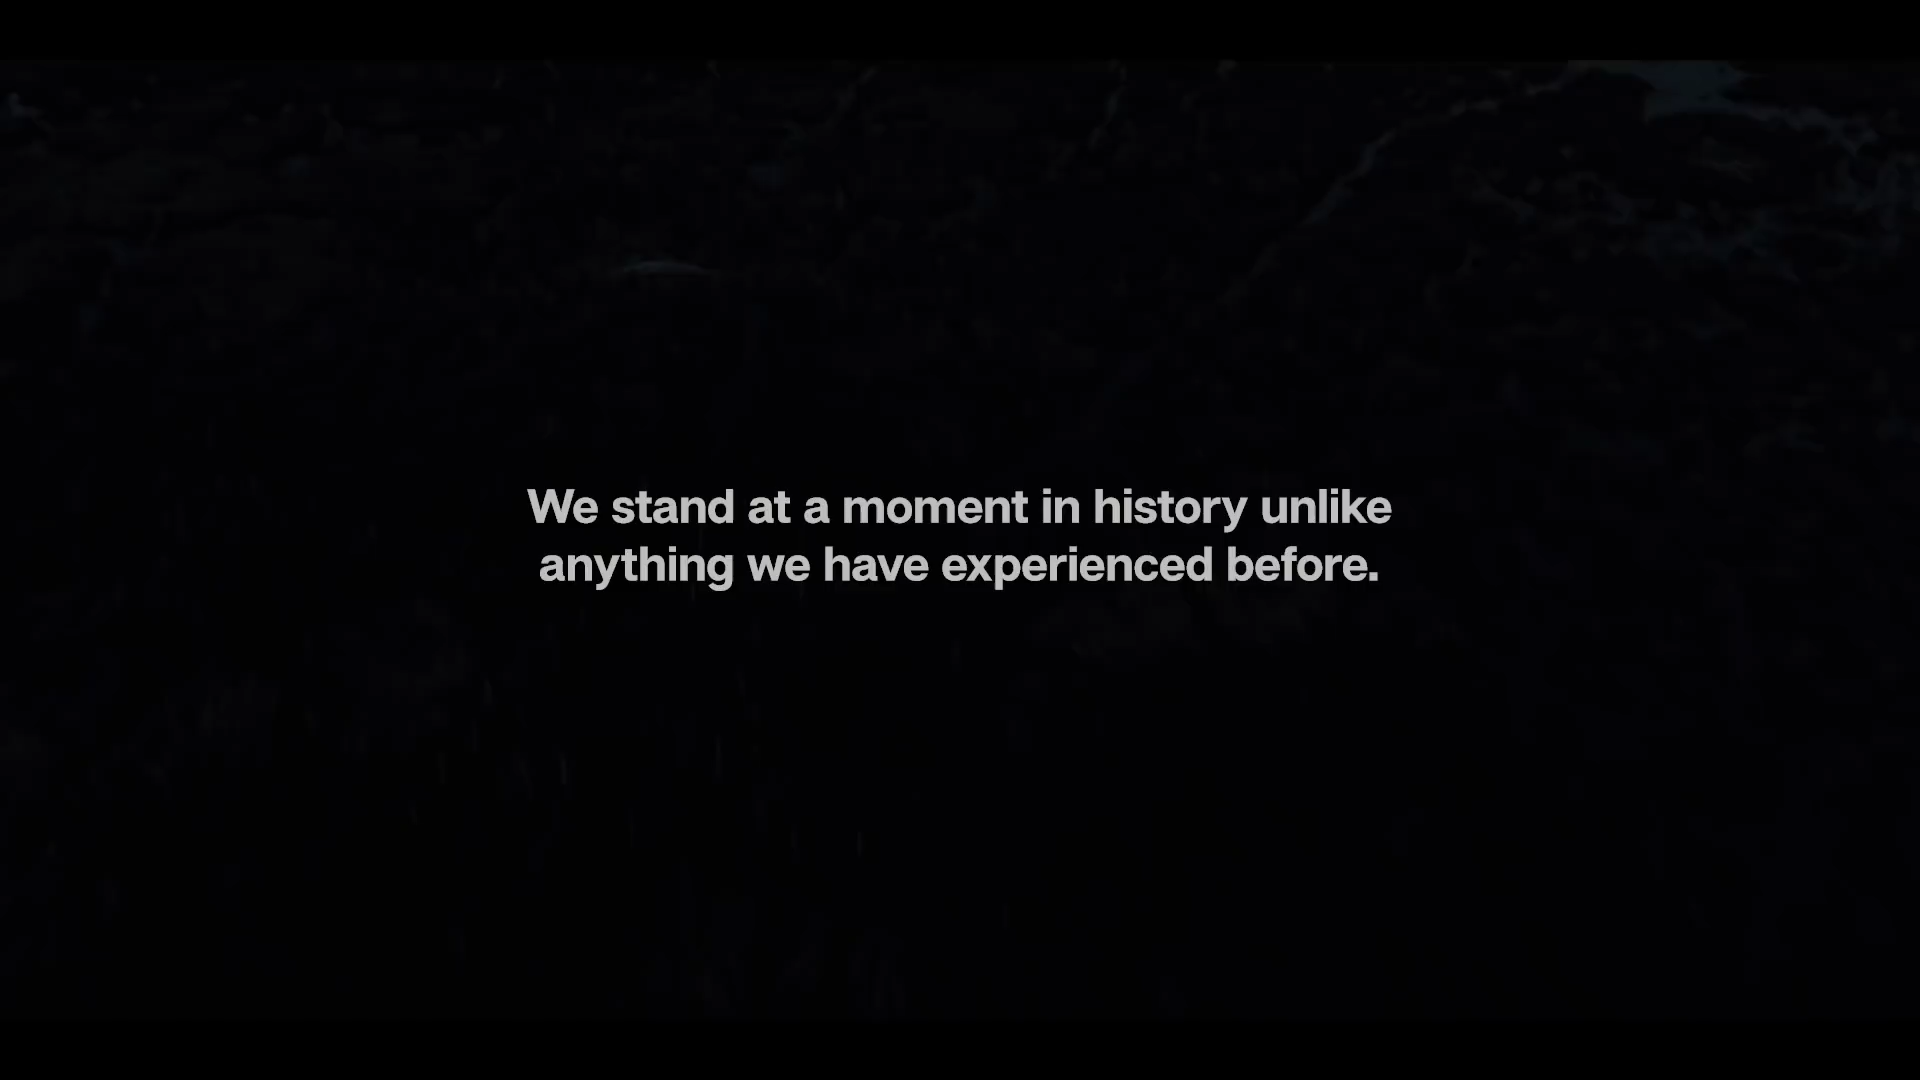 We stand at a moment in history unlike
anything we have experienced before.